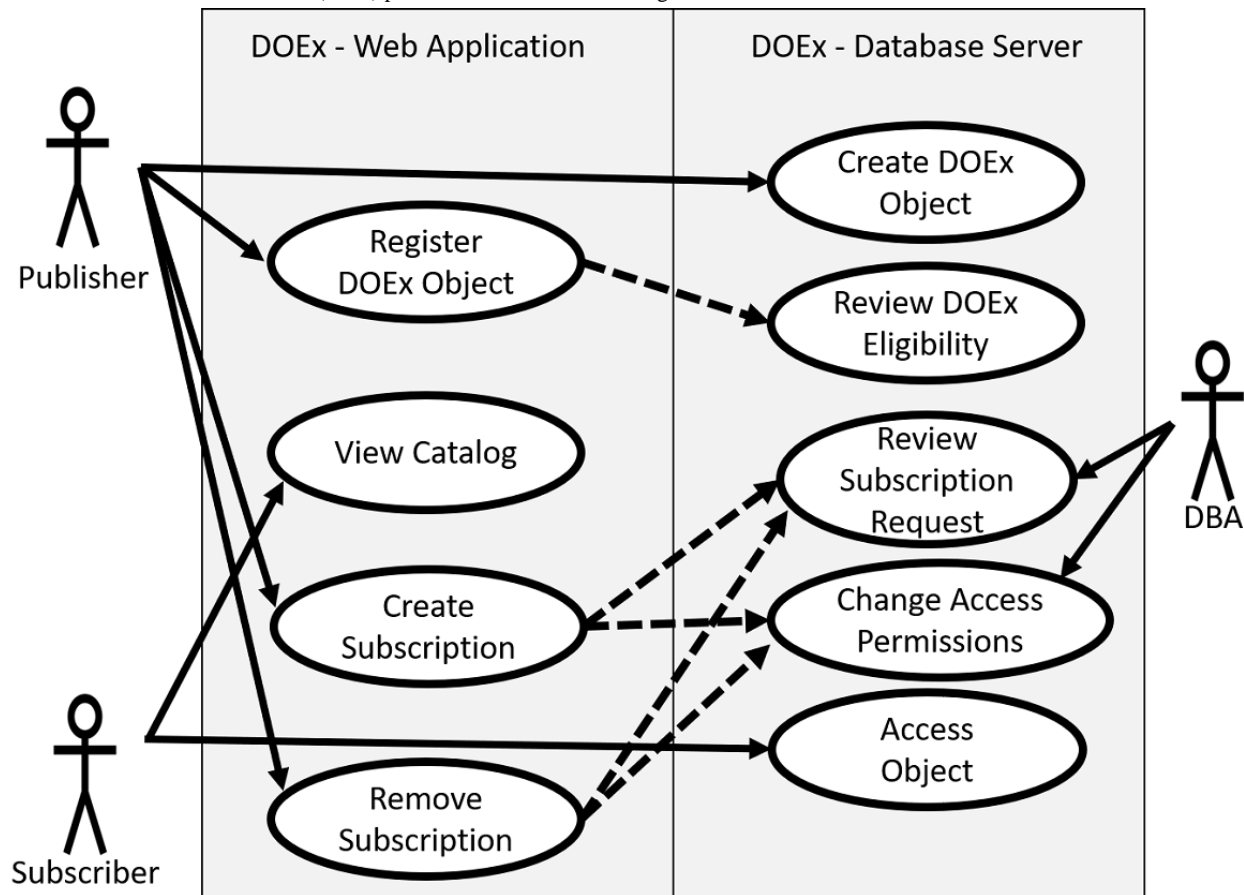 DOEx - Web Application
DOEx - Database Server
Publisher
Create DOEx
Object
Register
DOEx Object
Review DOEx
Eligibility
View Catalog
Review
Subscription
Request
DBA
Create
Subscription
Change Access
Permissions
Access
Object
Remove
Subscription
Subscriber